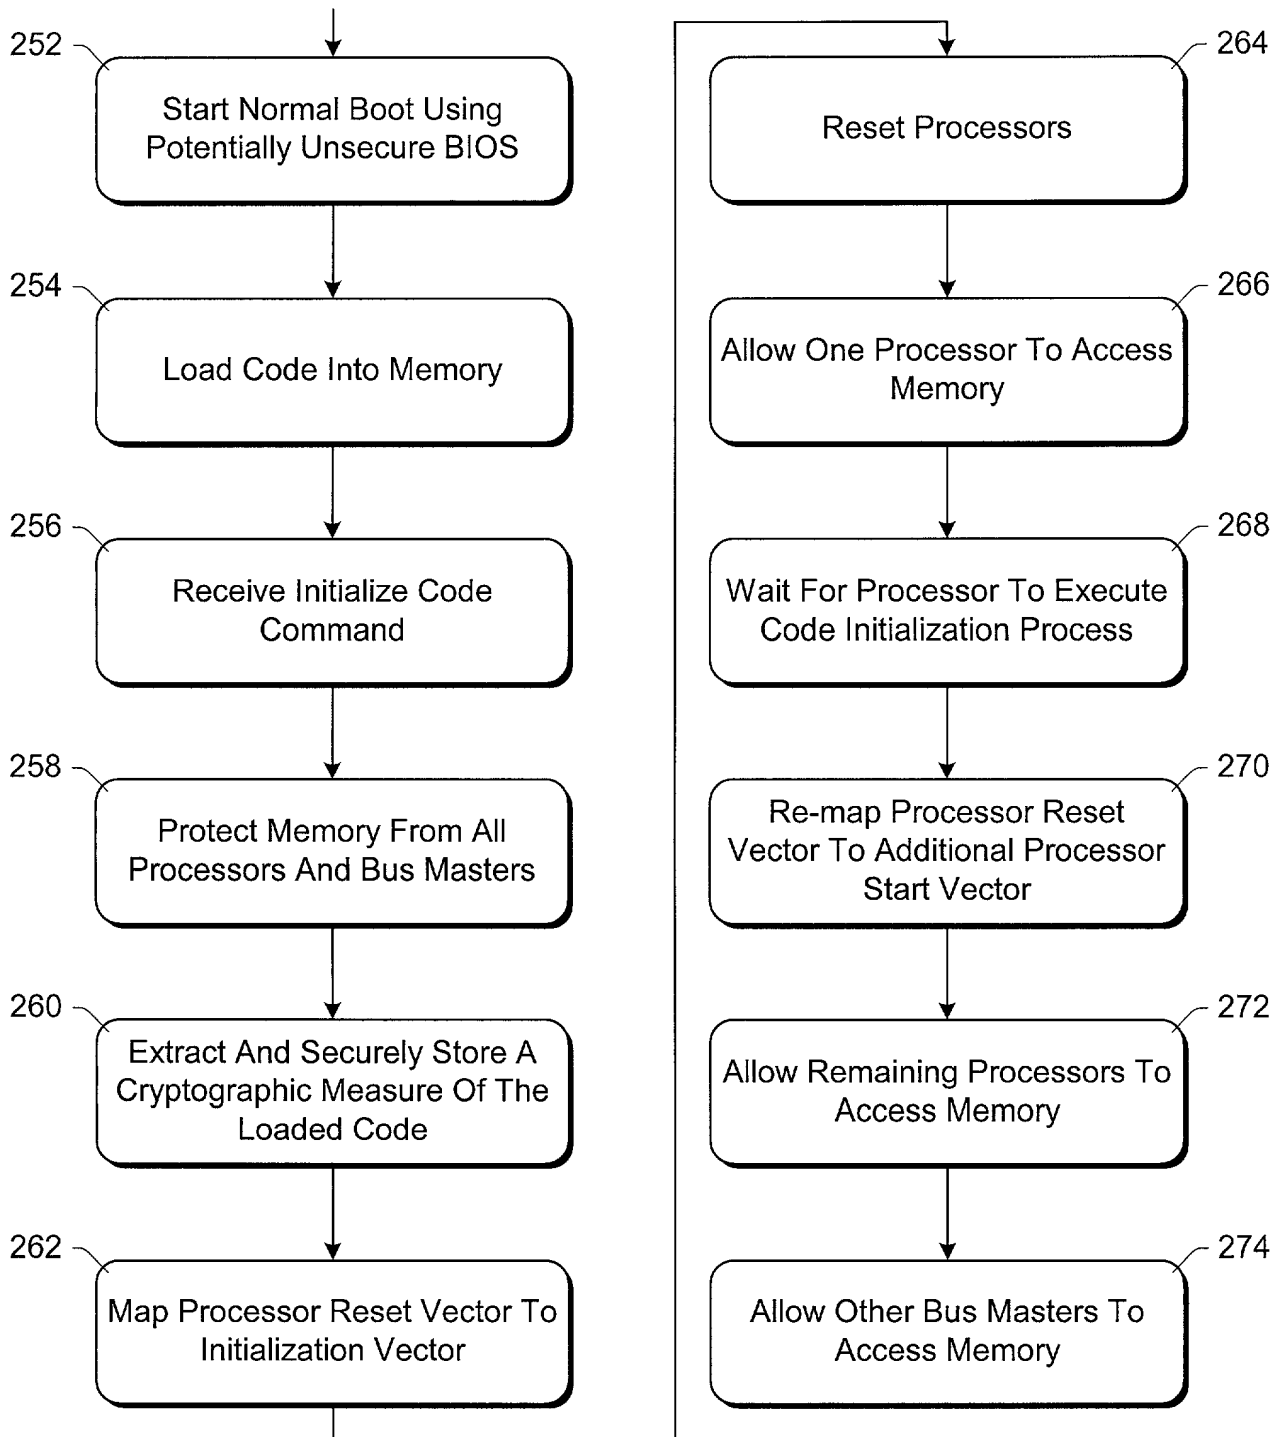 252
Start Normal Boot Using
Potentially Unsecure BIOS
254
Load Code Into Memory
256
Receive Initialize Code
Command
258
Protect Memory From All
Processors And Bus Masters
260
Extract And Securely Store A
Cryptographic Measure Of The
Loaded Code
262
Map Processor Reset Vector To
Initialization Vector
264
Reset Processors
266
Allow One Processor To Access
Memory
268
Wait For Processor To Execute
Code Initialization Process
270
Re-map Processor Reset
Vector To Additional Processor
Start Vector
272
Allow Remaining Processors To
Access Memory
274
Allow Other Bus Masters To
Access Memory